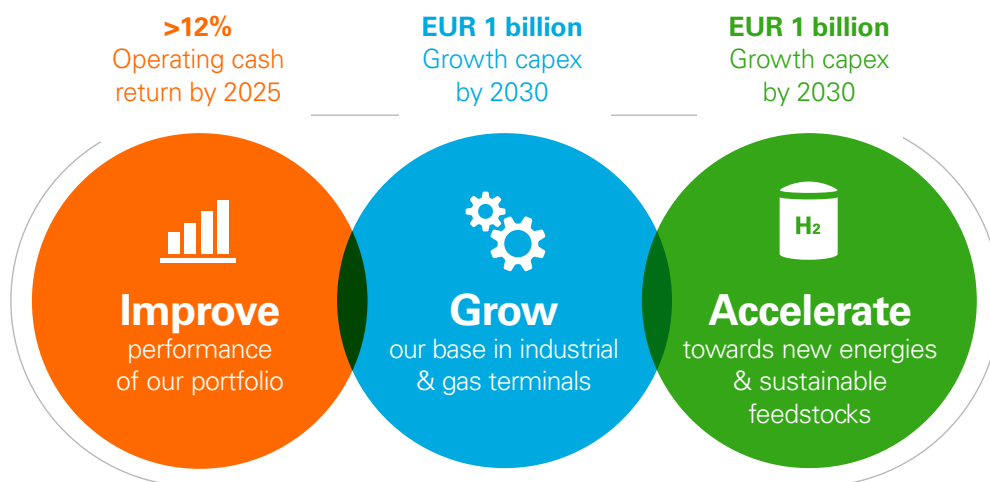 >12%
Operating cash
return by 2025
EUR 1 billion
Growth capex
by 2030
EUR 1 billion
Growth capex
by 2030
Improve
performance
of our portfolio
Grow
our base in industrial
& gas terminals
H₂
Accelerate
towards new energies
& sustainable
feedstocks